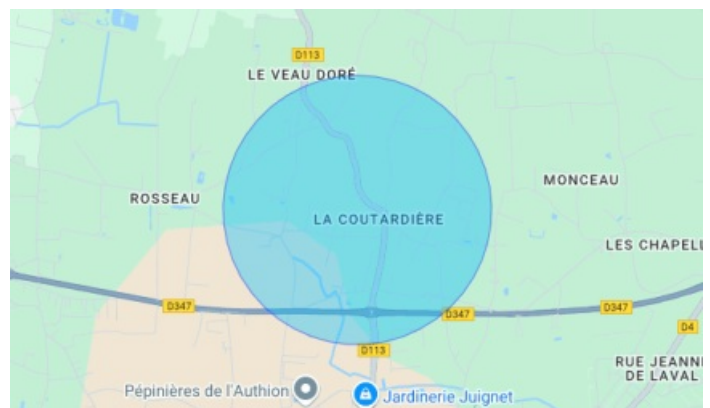 D113
LE VEAU DORÉ
MONCEAU
ROSSEAU
LA COUTARDIÈRE
LES CHAPELL
D347
D347
D347
D4
D113
RUE JEANNE
DE LAVAL
Pépinières de l'Authion
Jardinerie Juignet